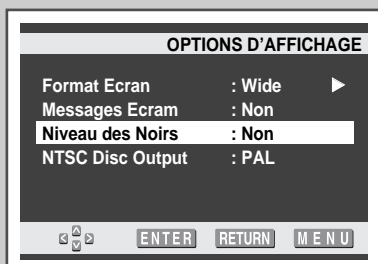 OPTIONS D'AFFICHAGE
Format Ecran : Wide
Messages Ecram : Non
Niveau des Noirs : Non
NTSC Disc Output : PAL
ENTER RETURN MENU